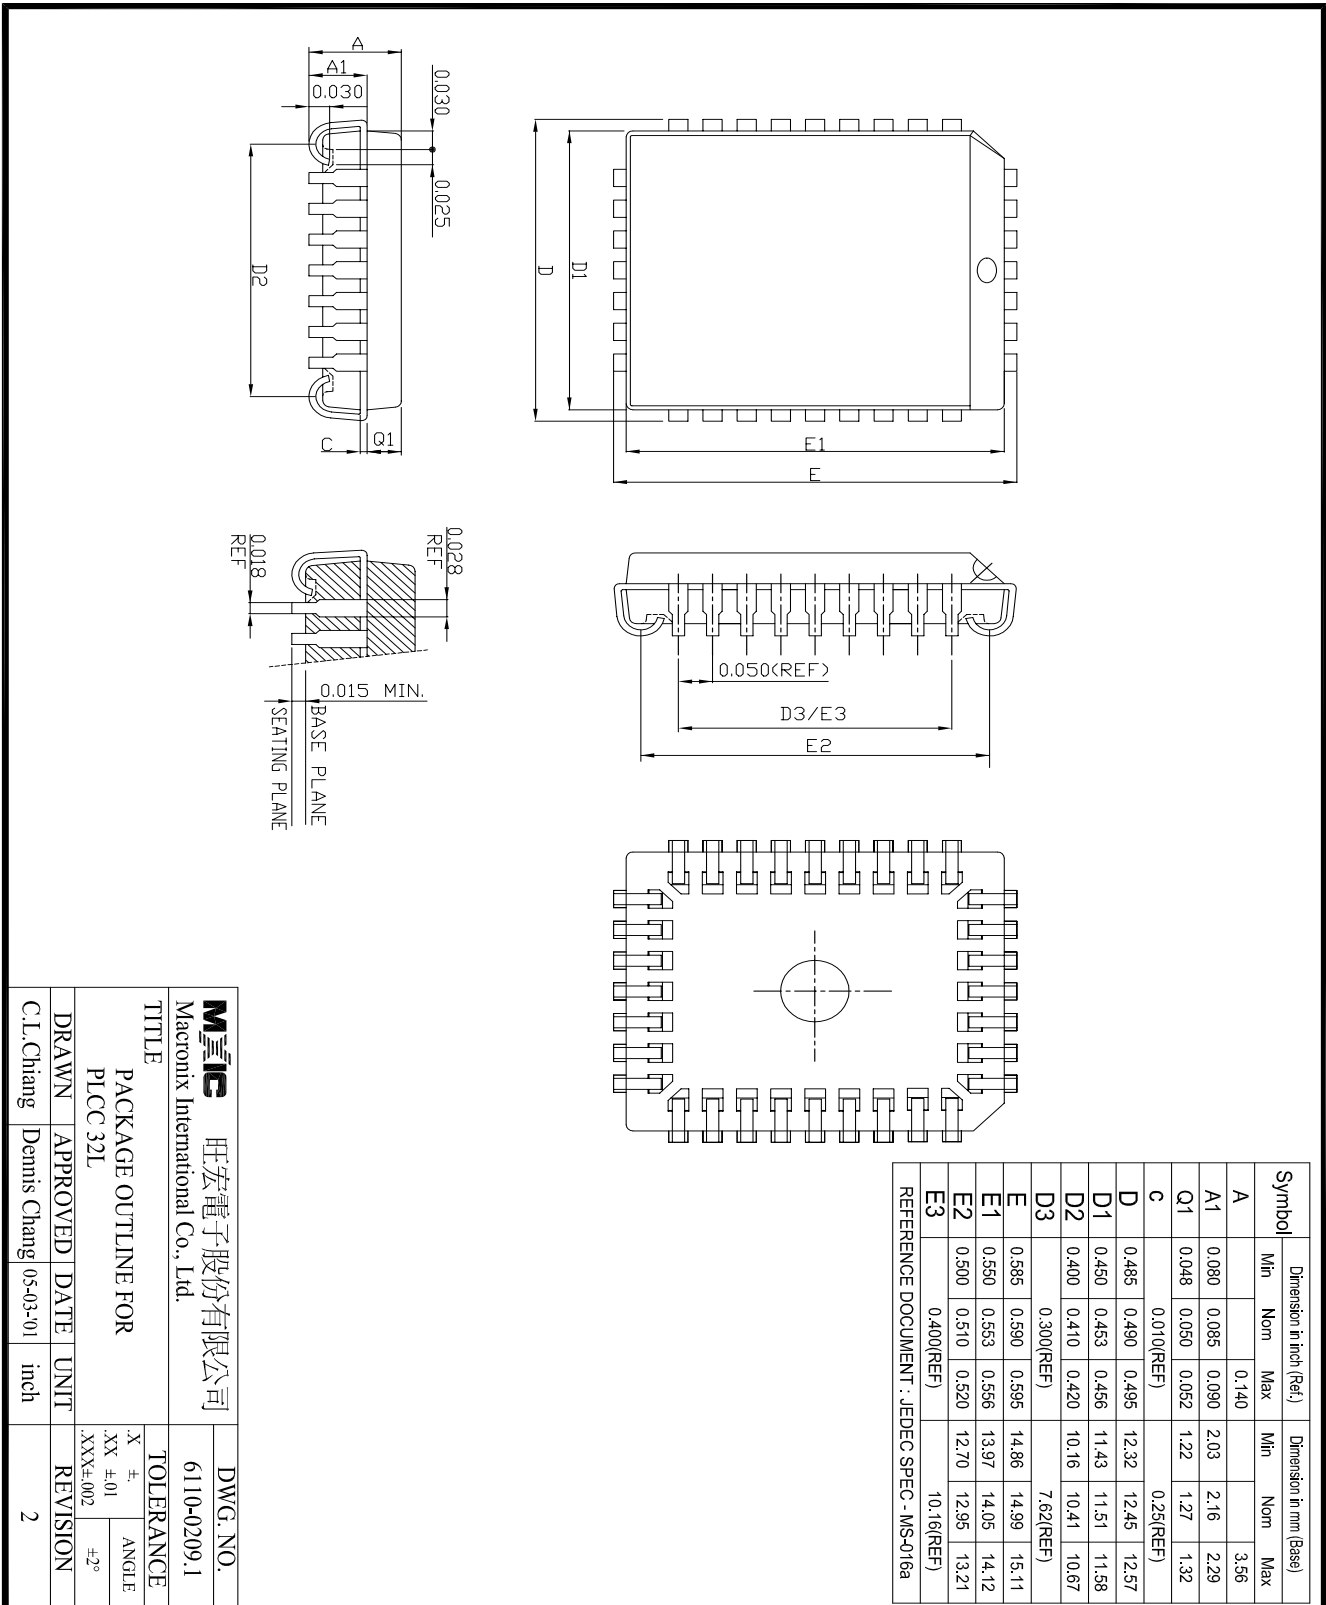 A
A1
0.030
0.030
0.025
D2
C
Q1
D
D1
E1
E
0.018
REF
0.028
REF
0.015 MIN.
BASE PLANE
SEATING PLANE
0.050(REF)
D3/E3
E2
Symbol Dimension in inch (Ref.) Dimension in mm (Base)
Min Nom Max Min Nom Max
A 0.140 3.56
A1 0.080 0.085 0.090 2.03 2.16 2.29
Q1 0.048 0.050 0.052 1.22 1.27 1.32
C 0.010(REF) 0.25(REF)
D 0.485 0.490 0.495 12.32 12.45 12.57
D1 0.450 0.453 0.456 11.43 11.51 11.58
D2 0.400 0.410 0.420 10.16 10.41 10.67
D3 0.300(REF) 7.62(REF)
E 0.585 0.590 0.595 14.86 14.99 15.11
E1 0.550 0.553 0.556 13.97 14.05 14.12
E2 0.500 0.510 0.520 12.70 12.95 13.21
E3 0.400(REF) 10.16(REF)
REFERENCE DOCUMENT : JEDEC SPEC - MS-016a
MXIC 旺宏電子股份有限公司
Macronix International Co., Ltd.
DWG. NO.
6110-0209.1
TITLE
PACKAGE OUTLINE FOR
PLCC 32L
TOLERANCE
.X ±.
.XX ±.01
.XXX±.002
ANGLE
±2°
DRAWN APPROVED DATE UNIT REVISION
C.L.Chiang Dennis Chang 05-03-'01 inch 2